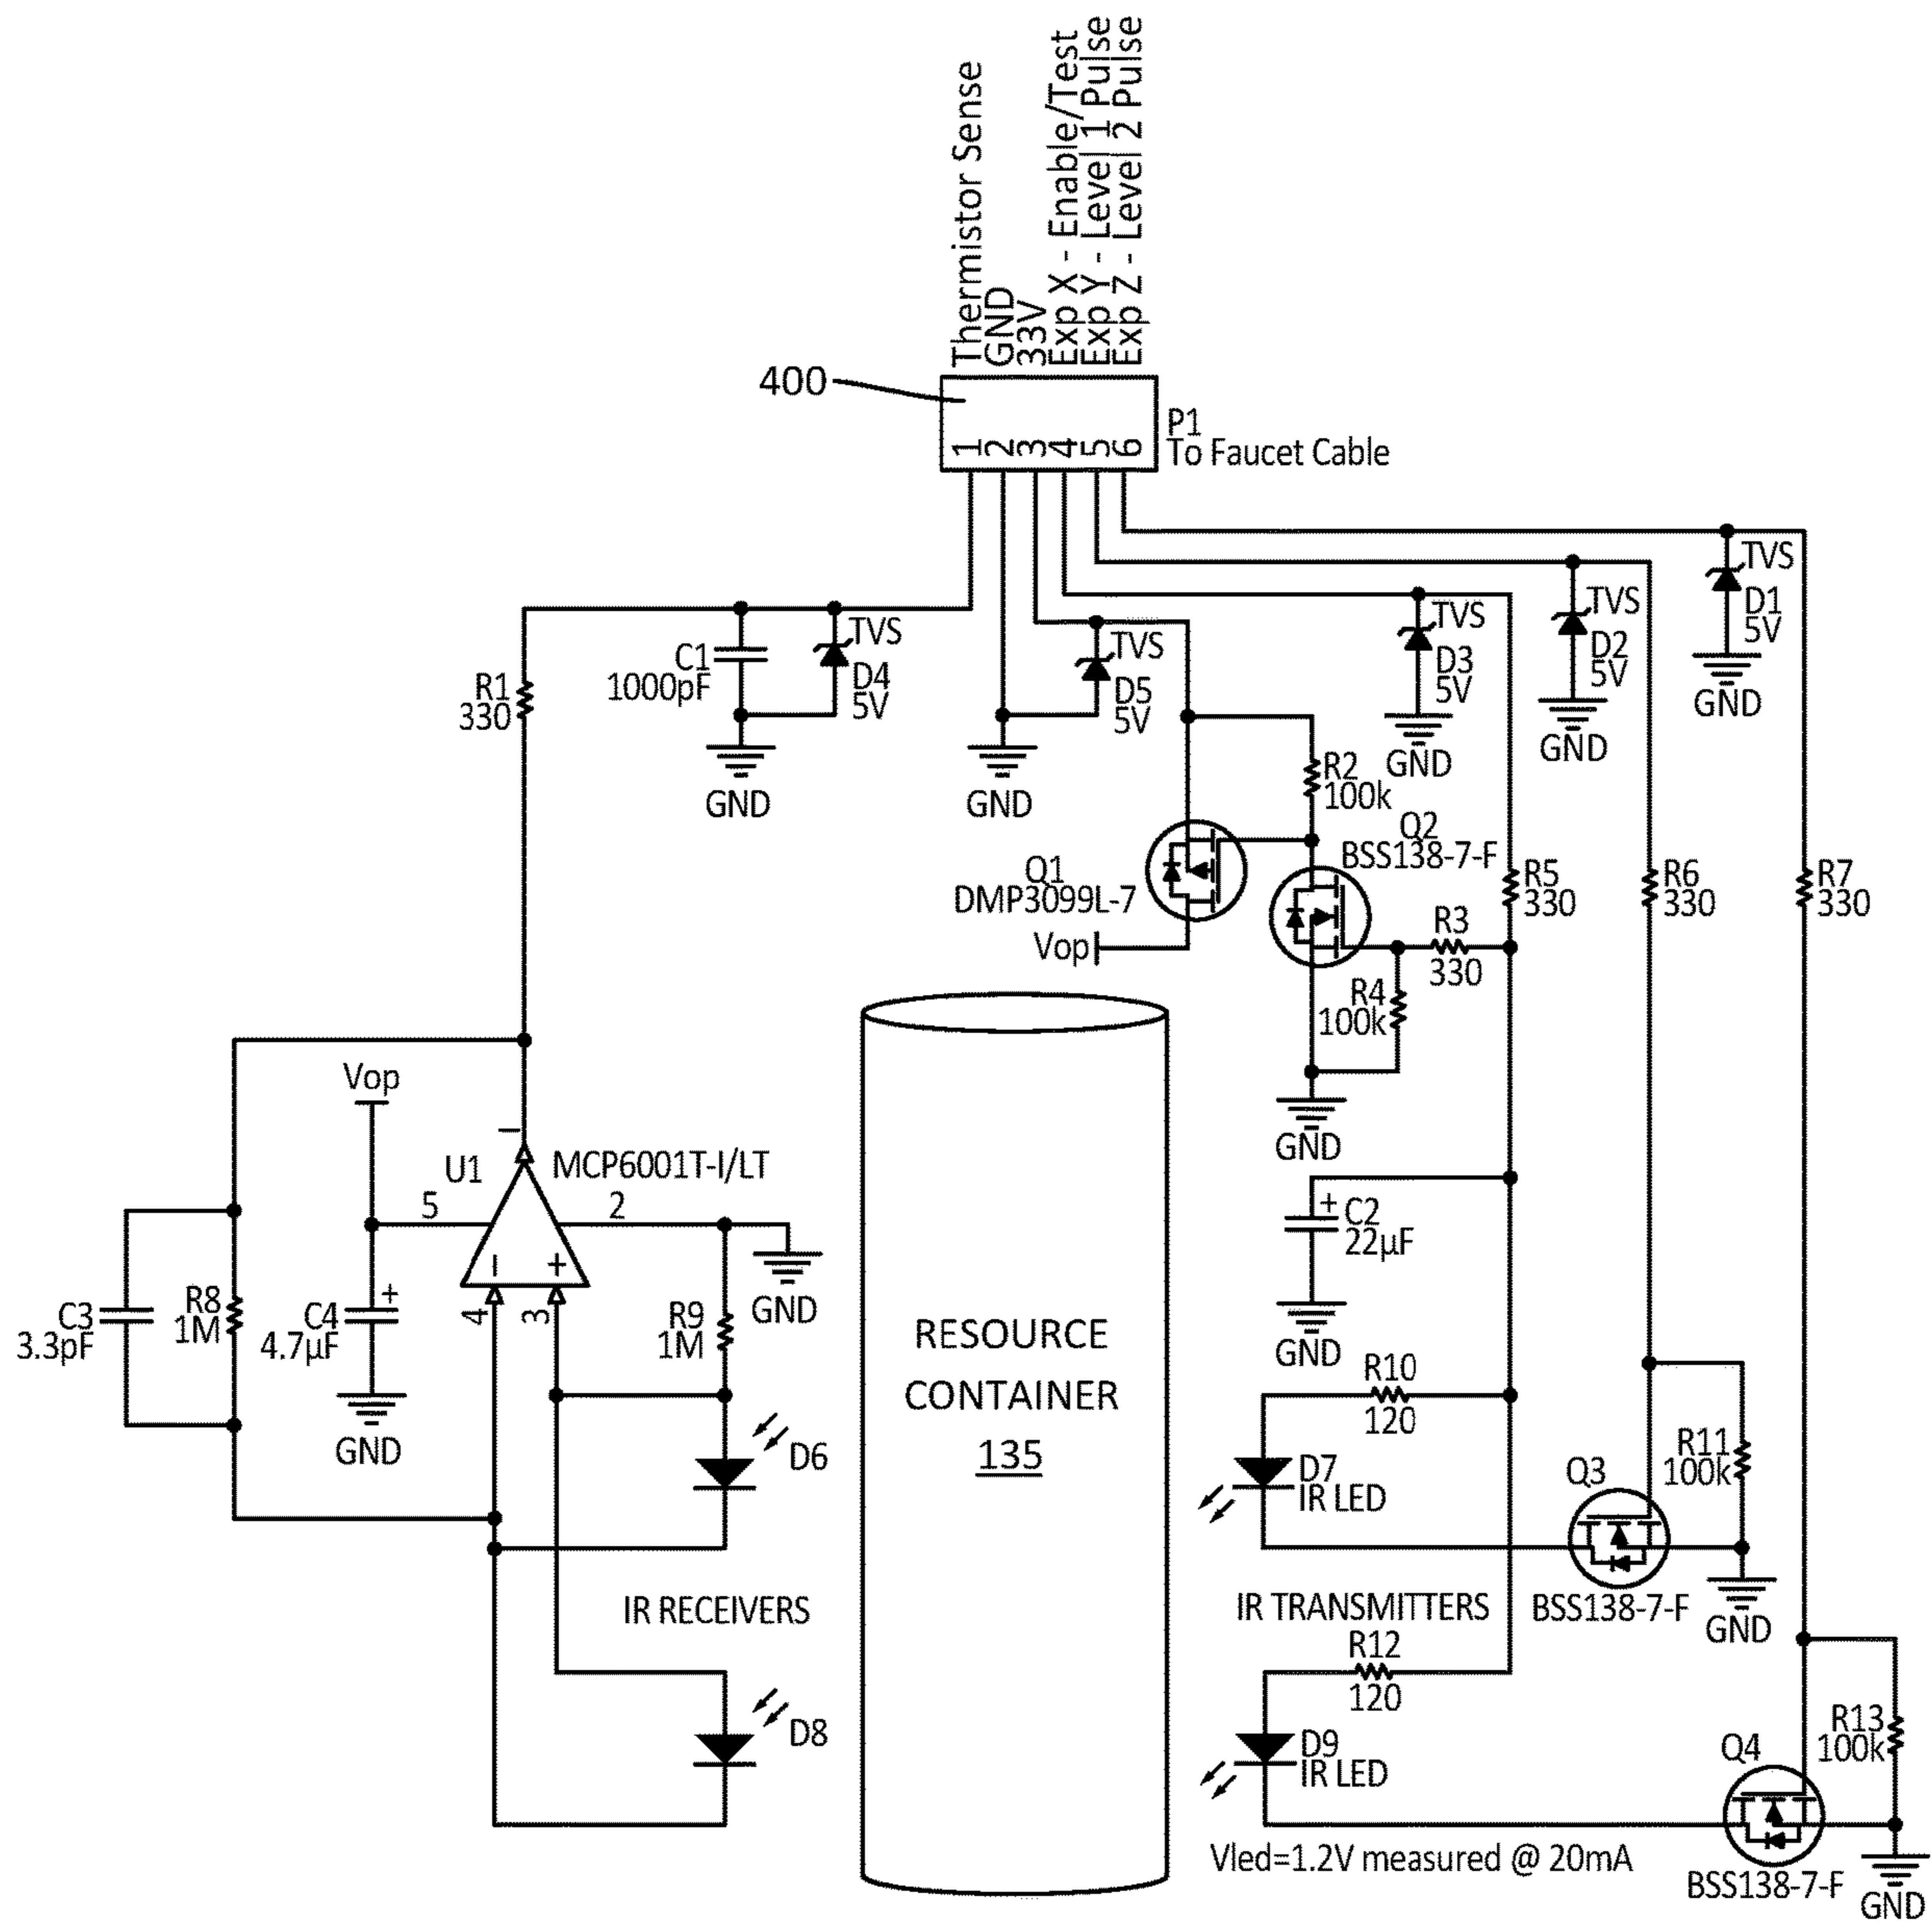 Thermistor Sense
GND
33V
Exp X - Enable/Test
Exp Y - Level 1 Pulse
Exp Z - Level 2 Pulse
400
1
2
3
4
5
6
P1
To Faucet Cable
TVS
D1
5V
GND
TVS
D2
5V
GND
TVS
D3
5V
GND
TVS
D4
5V
C1
1000pF
GND
R1
330
TVS
D5
5V
GND
R2
100k
Q2
BSS138-7-F
Q1
DMP3099L-7
Vop
R3
330
R4
100k
GND
R5
330
R6
330
R7
330
Vop
1
U1
MCP6001T-I/LT
5
2
4
3
GND
C3
3.3pF
R8
1M
C4
4.7µF
+
GND
R9
1M
- +
D6
IR RECEIVERS
D8
RESOURCE
CONTAINER
135
+
C2
22µF
GND
R10
120
D7
IR LED
Q3
R11
100k
BSS138-7-F
GND
IR TRANSMITTERS
R12
120
D9
IR LED
Q4
R13
100k
BSS138-7-F
GND
Vled=1.2V measured @ 20mA